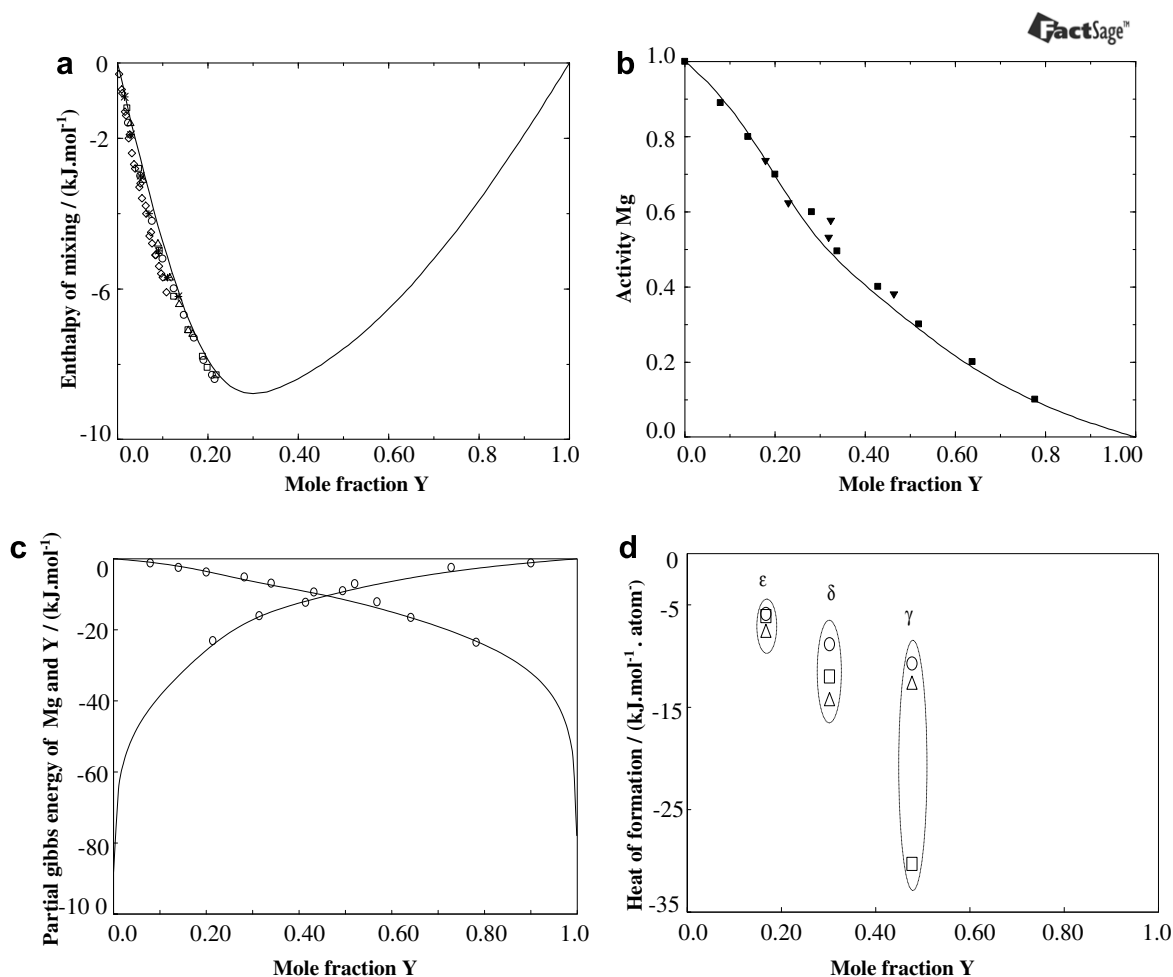 FactSage™
a
0
-2
-6
-10
Enthalpy of mixing / (kJ.mol-1)
0.0 0.20 0.40 0.60 0.80 1.0
Mole fraction Y
b
1.0
0.8
0.6
0.4
0.2
0.0
Activity Mg
0.0 0.20 0.40 0.60 0.80 1.00
Mole fraction Y
c
0
-20
-40
-60
-80
-10 0
Partial gibbs energy of Mg and Y / (kJ.mol-1)
0.0 0.20 0.40 0.60 0.80 1.0
Mole fraction Y
d
0
-5
-15
-25
-35
Heat of formation / (kJ.mol-1 . atom-)
ε
δ
γ
0.0 0.20 0.40 0.60 0.80 1.0
Mole fraction Y